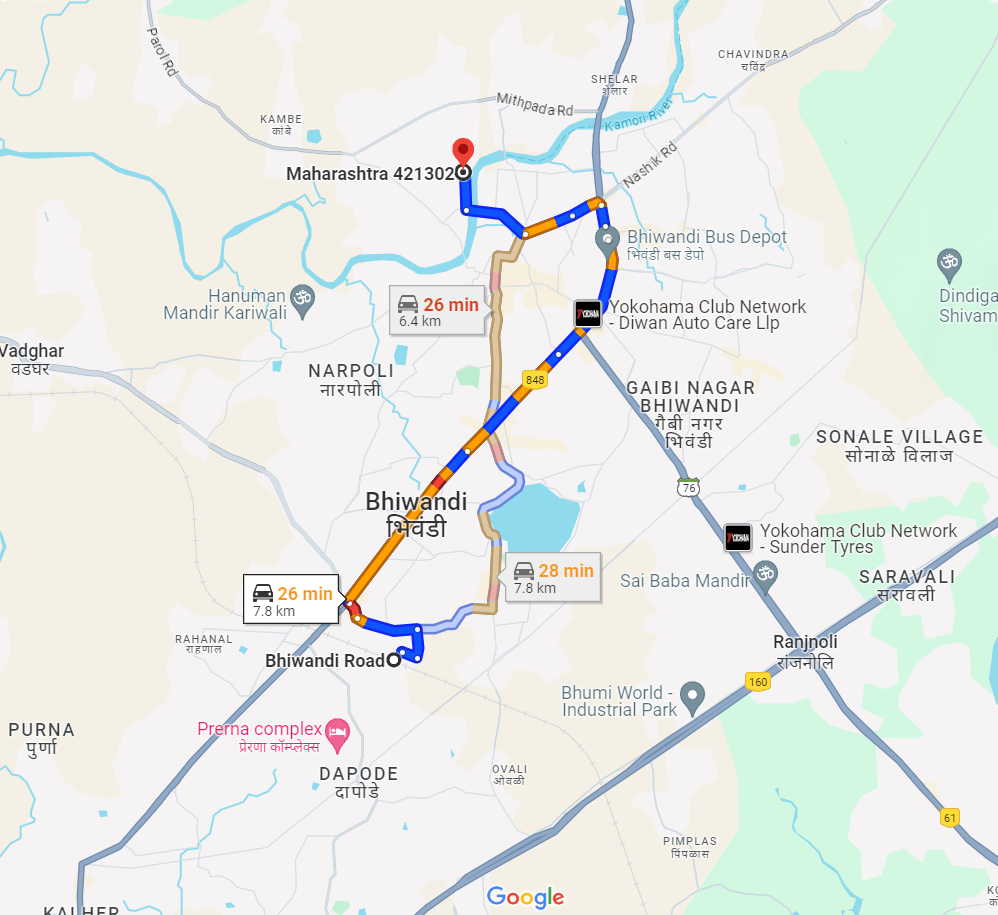 Parol Rd
CHAVINDRA
चविंद्र
SHELAR
शेलार
Mithpada Rd
KAMBE
कांबे
Kamori River
Nashik Rd
Maharashtra 421302
Bhiwandi Bus Depot
भिवंडी बस डेपो
Hanuman
Mandir Kariwali
Dindiga
Shivam
26 min
6.4 km
Yokohama Club Network
- Diwan Auto Care Llp
Vadghar
वडघर
NARPOLI
नारपोली
848
GAIBI NAGAR
BHIWANDI
गैबी नगर
भिवंडी
SONALE VILLAGE
सोनाळे विलाज
76
Bhiwandi
भिवंडी
Yokohama Club Network
- Sunder Tyres
28 min
7.8 km
Sai Baba Mandir
SARAVALI
सरावली
26 min
7.8 km
RAHANAL
राहणाल
Bhiwandi Road
Ranjnoli
रांजनोलि
160
Bhumi World -
Industrial Park
PURNA
पुर्णा
Prerna complex
प्रेरणा कॉम्प्लेक्स
DAPODE
दापोडे
OVALI
ओवळी
61
PIMPLAS
पिंपळास
Google
KALHER